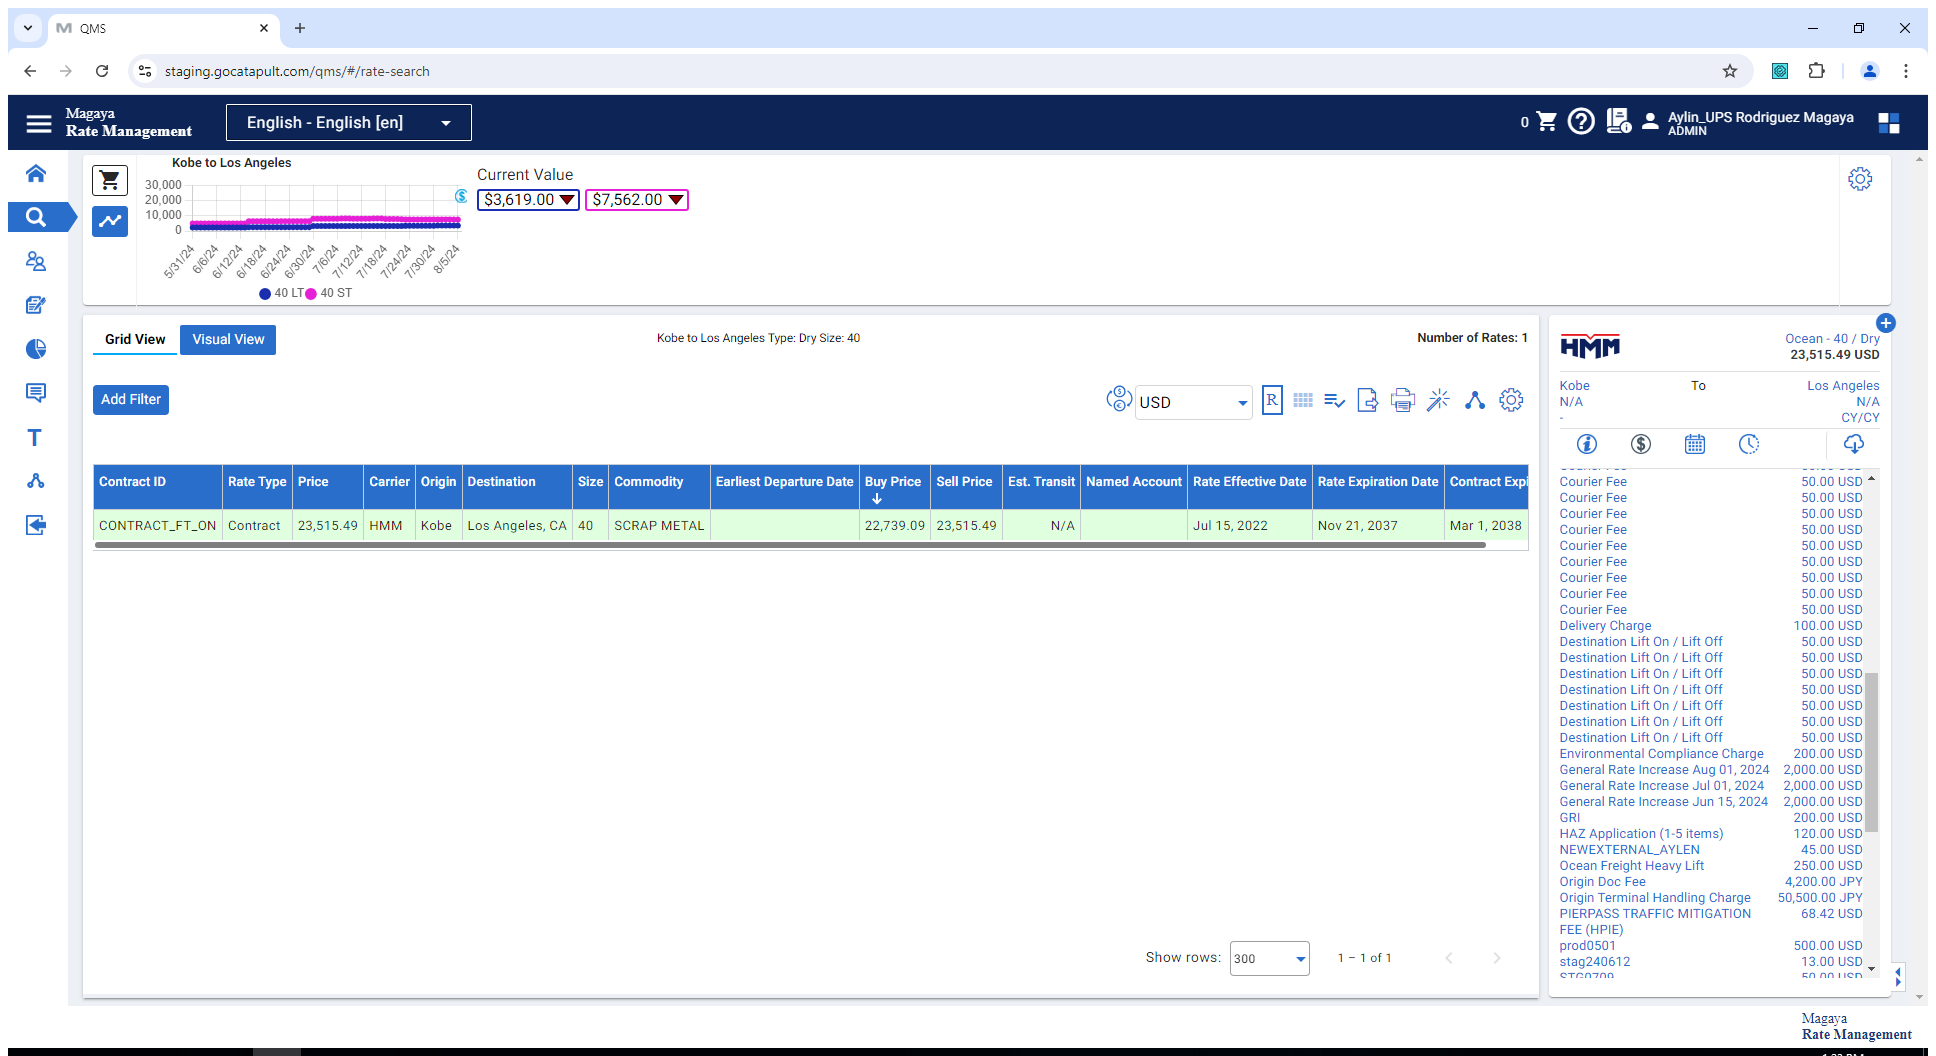 QMS
staging.gocatapult.com/qms/#/rate-search
Magaya
Rate Management
English - English [en]
0
Aylin_UPS Rodriguez Magaya
ADMIN
Kobe to Los Angeles
30,000
20,000
10,000
0
5/31/24
6/6/24
6/12/24
6/18/24
6/24/24
6/30/24
7/6/24
7/12/24
7/18/24
7/24/24
7/30/24
8/5/24
40 LT
40 ST
Current Value
$3,619.00
$7,562.00
Grid View
Visual View
Kobe to Los Angeles Type: Dry Size: 40
Number of Rates: 1
Add Filter
USD
R
Contract ID Rate Type Price Carrier Origin Destination Size Commodity Earliest Departure Date Buy Price Sell Price Est. Transit Named Account Rate Effective Date Rate Expiration Date Contract Expi
CONTRACT_FT_ON Contract 23,515.49 HMM Kobe Los Angeles, CA 40 SCRAP METAL 22,739.09 23,515.49 N/A Jul 15, 2022 Nov 21, 2037 Mar 1, 2038
Show rows: 300 1 – 1 of 1
HMM
Ocean - 40 / Dry
23,515.49 USD
Kobe To Los Angeles
N/A N/A
- CY/CY
Courier Fee 50.00 USD
Courier Fee 50.00 USD
Courier Fee 50.00 USD
Courier Fee 50.00 USD
Courier Fee 50.00 USD
Courier Fee 50.00 USD
Courier Fee 50.00 USD
Courier Fee 50.00 USD
Courier Fee 50.00 USD
Courier Fee 50.00 USD
Delivery Charge 100.00 USD
Destination Lift On / Lift Off 50.00 USD
Destination Lift On / Lift Off 50.00 USD
Destination Lift On / Lift Off 50.00 USD
Destination Lift On / Lift Off 50.00 USD
Destination Lift On / Lift Off 50.00 USD
Destination Lift On / Lift Off 50.00 USD
Destination Lift On / Lift Off 50.00 USD
Environmental Compliance Charge 200.00 USD
General Rate Increase Aug 01, 2024 2,000.00 USD
General Rate Increase Jul 01, 2024 2,000.00 USD
General Rate Increase Jun 15, 2024 2,000.00 USD
GRI 200.00 USD
HAZ Application (1-5 items) 120.00 USD
NEWEXTERNAL_AYLEN 45.00 USD
Ocean Freight Heavy Lift 250.00 USD
Origin Doc Fee 4,200.00 JPY
Origin Terminal Handling Charge 50,500.00 JPY
PIERPASS TRAFFIC MITIGATION 68.42 USD
FEE (HPIE)
prod0501 500.00 USD
stag240612 13.00 USD
STG0709 50.00 USD
Magaya
Rate Management